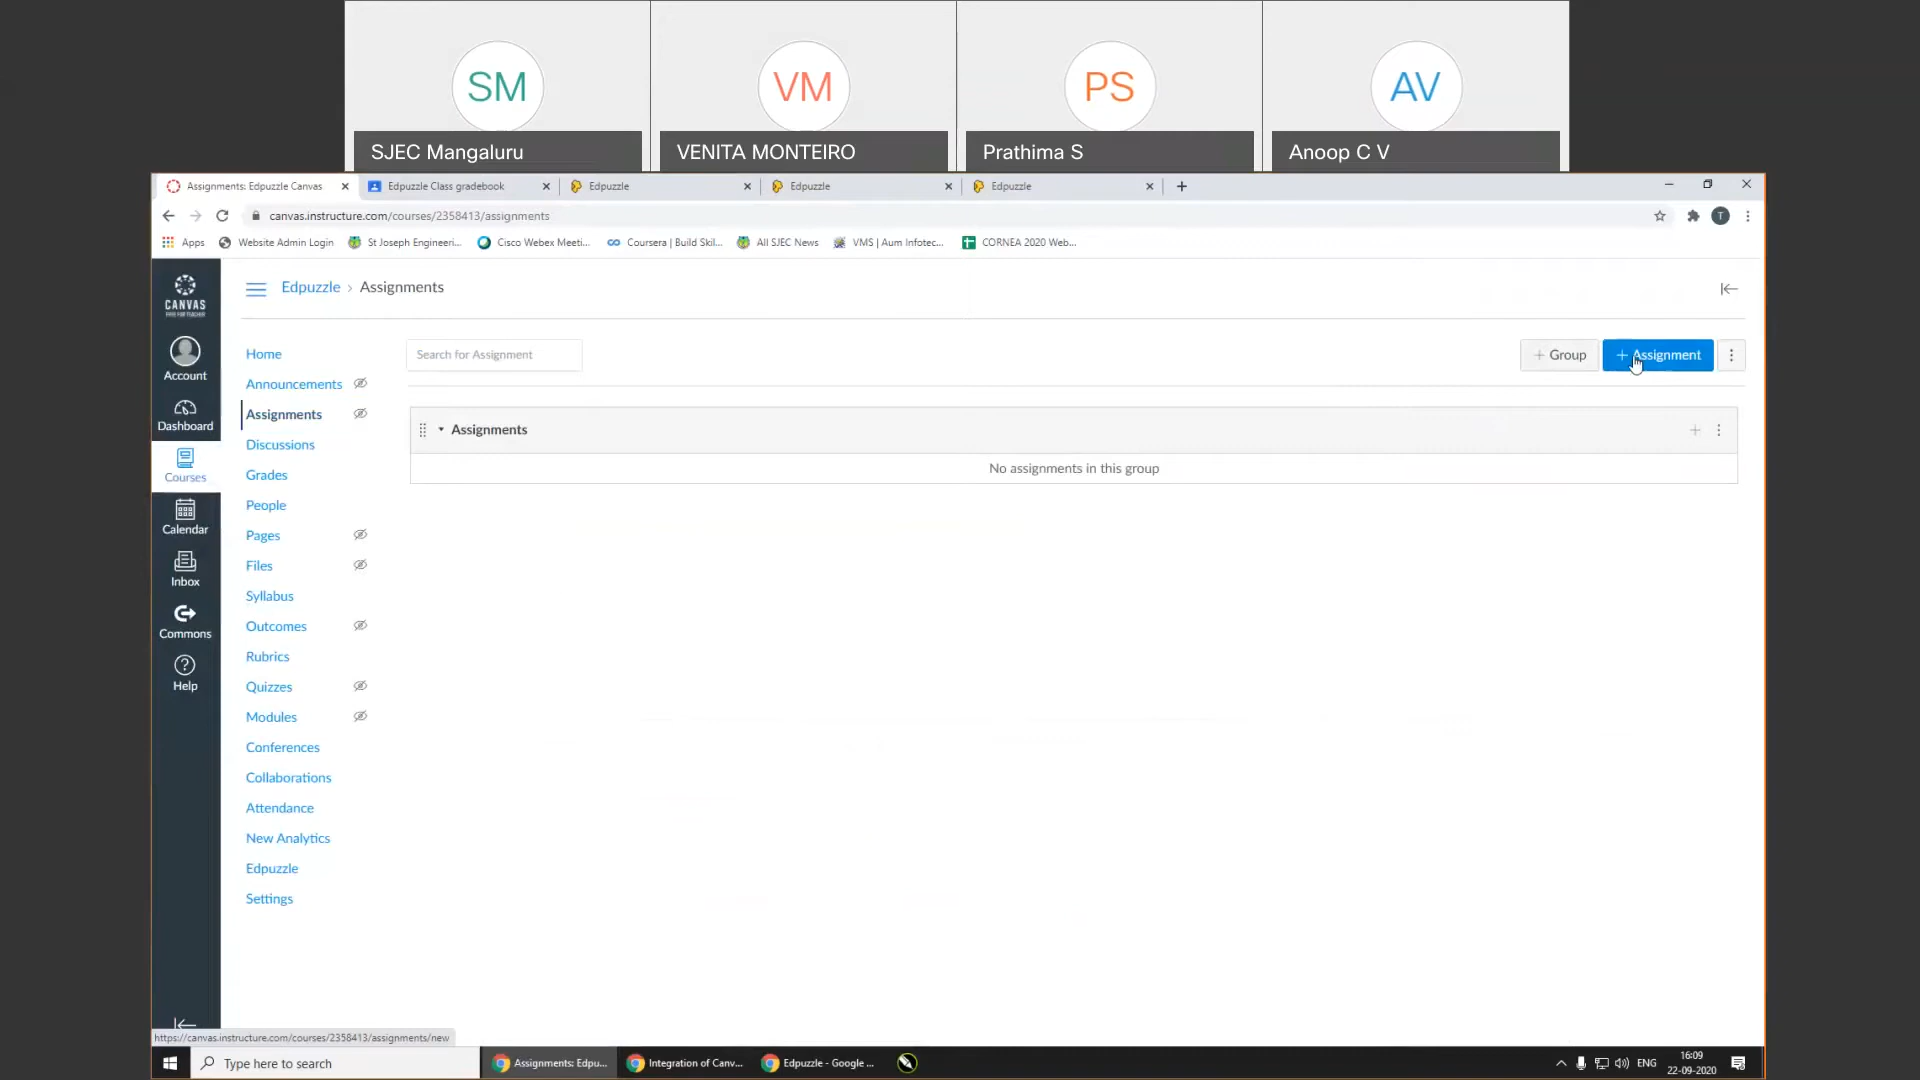 SM
VM
PS
AV
SJEC Mangaluru
VENITA MONTEIRO
Prathima S
Anoop C V
Assignments: Edpuzzle Canvas
Edpuzzle Class gradebook
Edpuzzle
Edpuzzle
Edpuzzle
canvas.instructure.com/courses/2358413/assignments
T
Apps
Website Admin Login
St Joseph Engineeri...
Cisco Webex Meeti...
Coursera | Build Skil...
All SJEC News
VMS | Aum Infotec...
CORNEA 2020 Web...
CANVAS
Account
Dashboard
Courses
Calendar
Inbox
Commons
Help
Edpuzzle › Assignments
Home
Announcements
Assignments
Discussions
Grades
People
Pages
Files
Syllabus
Outcomes
Rubrics
Quizzes
Modules
Conferences
Collaborations
Attendance
New Analytics
Edpuzzle
Settings
Search for Assignment
+ Group
+ Assignment
Assignments
No assignments in this group
https://canvas.instructure.com/courses/2358413/assignments/new
Type here to search
Assignments: Edpu...
Integration of Canv...
Edpuzzle - Google ...
ENG
16:09
22-09-2020